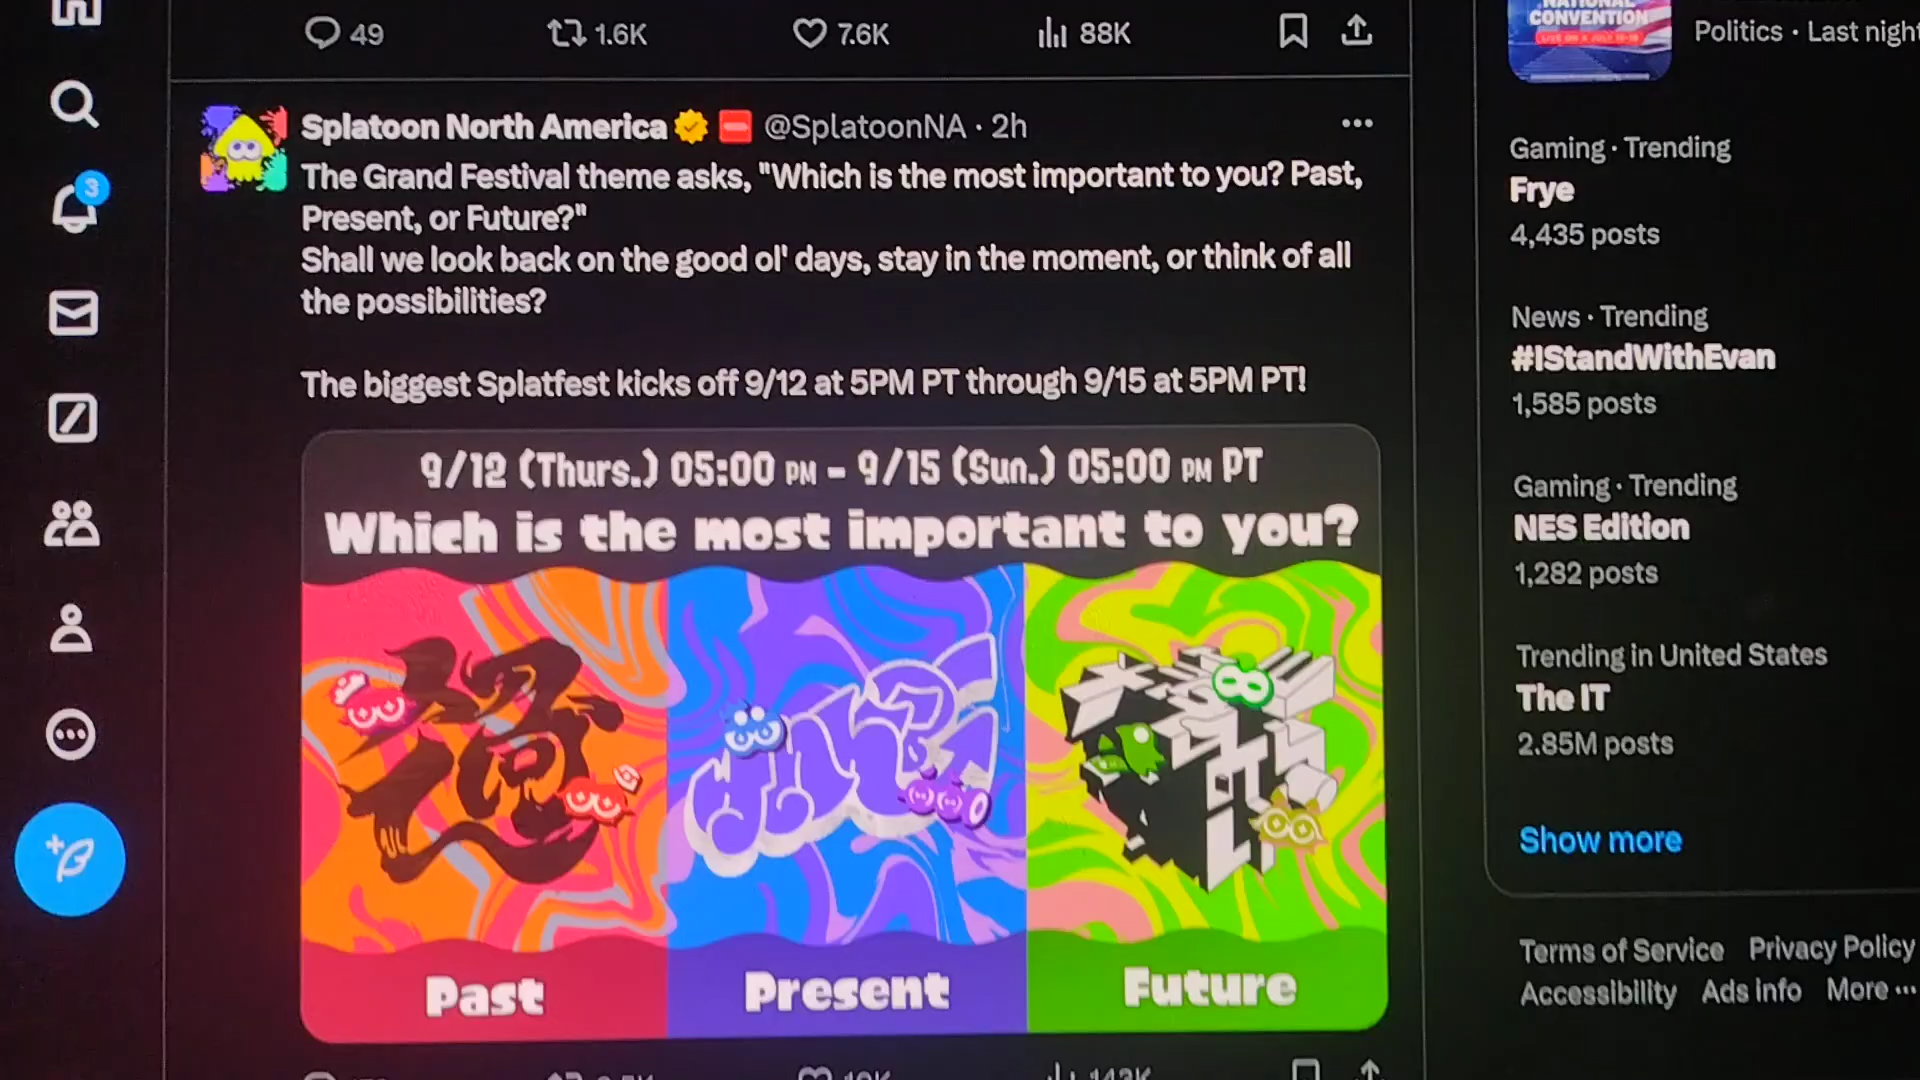 49
1.6K
7.6K
88K
Splatoon North America @SplatoonNA · 2h
The Grand Festival theme asks, "Which is the most important to you? Past,
Present, or Future?"
Shall we look back on the good ol' days, stay in the moment, or think of all
the possibilities?
The biggest Splatfest kicks off 9/12 at 5PM PT through 9/15 at 5PM PT!
9/12 (Thurs.) 05:00 PM – 9/15 (Sun.) 05:00 PM PT
Which is the most important to you?
Past
Present
Future
143K
3
NATIONAL
CONVENTION
Politics · Last night
Gaming · Trending
Frye
4,435 posts
News · Trending
#IStandWithEvan
1,585 posts
Gaming · Trending
NES Edition
1,282 posts
Trending in United States
The IT
2.85M posts
Show more
Terms of Service Privacy Policy
Accessibility Ads info More ...